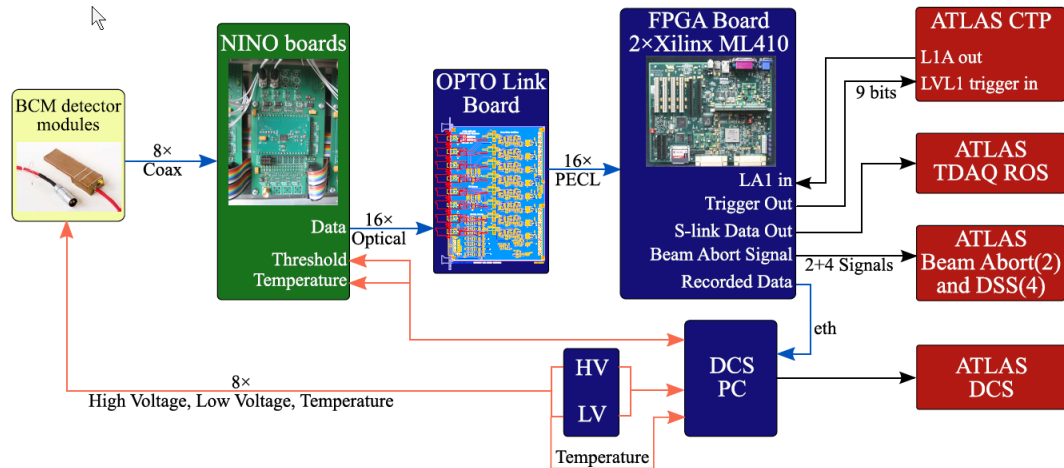 BCM detector
modules
8×
Coax
NINO boards
Data
Threshold
Temperature
16×
Optical
OPTO Link
Board
16×
PECL
FPGA Board
2×Xilinx ML410
LA1 in
Trigger Out
S-link Data Out
Beam Abort Signal
Recorded Data
9 bits
ATLAS CTP
L1A out
LVL1 trigger in
ATLAS
TDAQ ROS
2+4 Signals
ATLAS
Beam Abort(2)
and DSS(4)
eth
8×
High Voltage, Low Voltage, Temperature
HV
LV
Temperature
DCS
PC
ATLAS
DCS